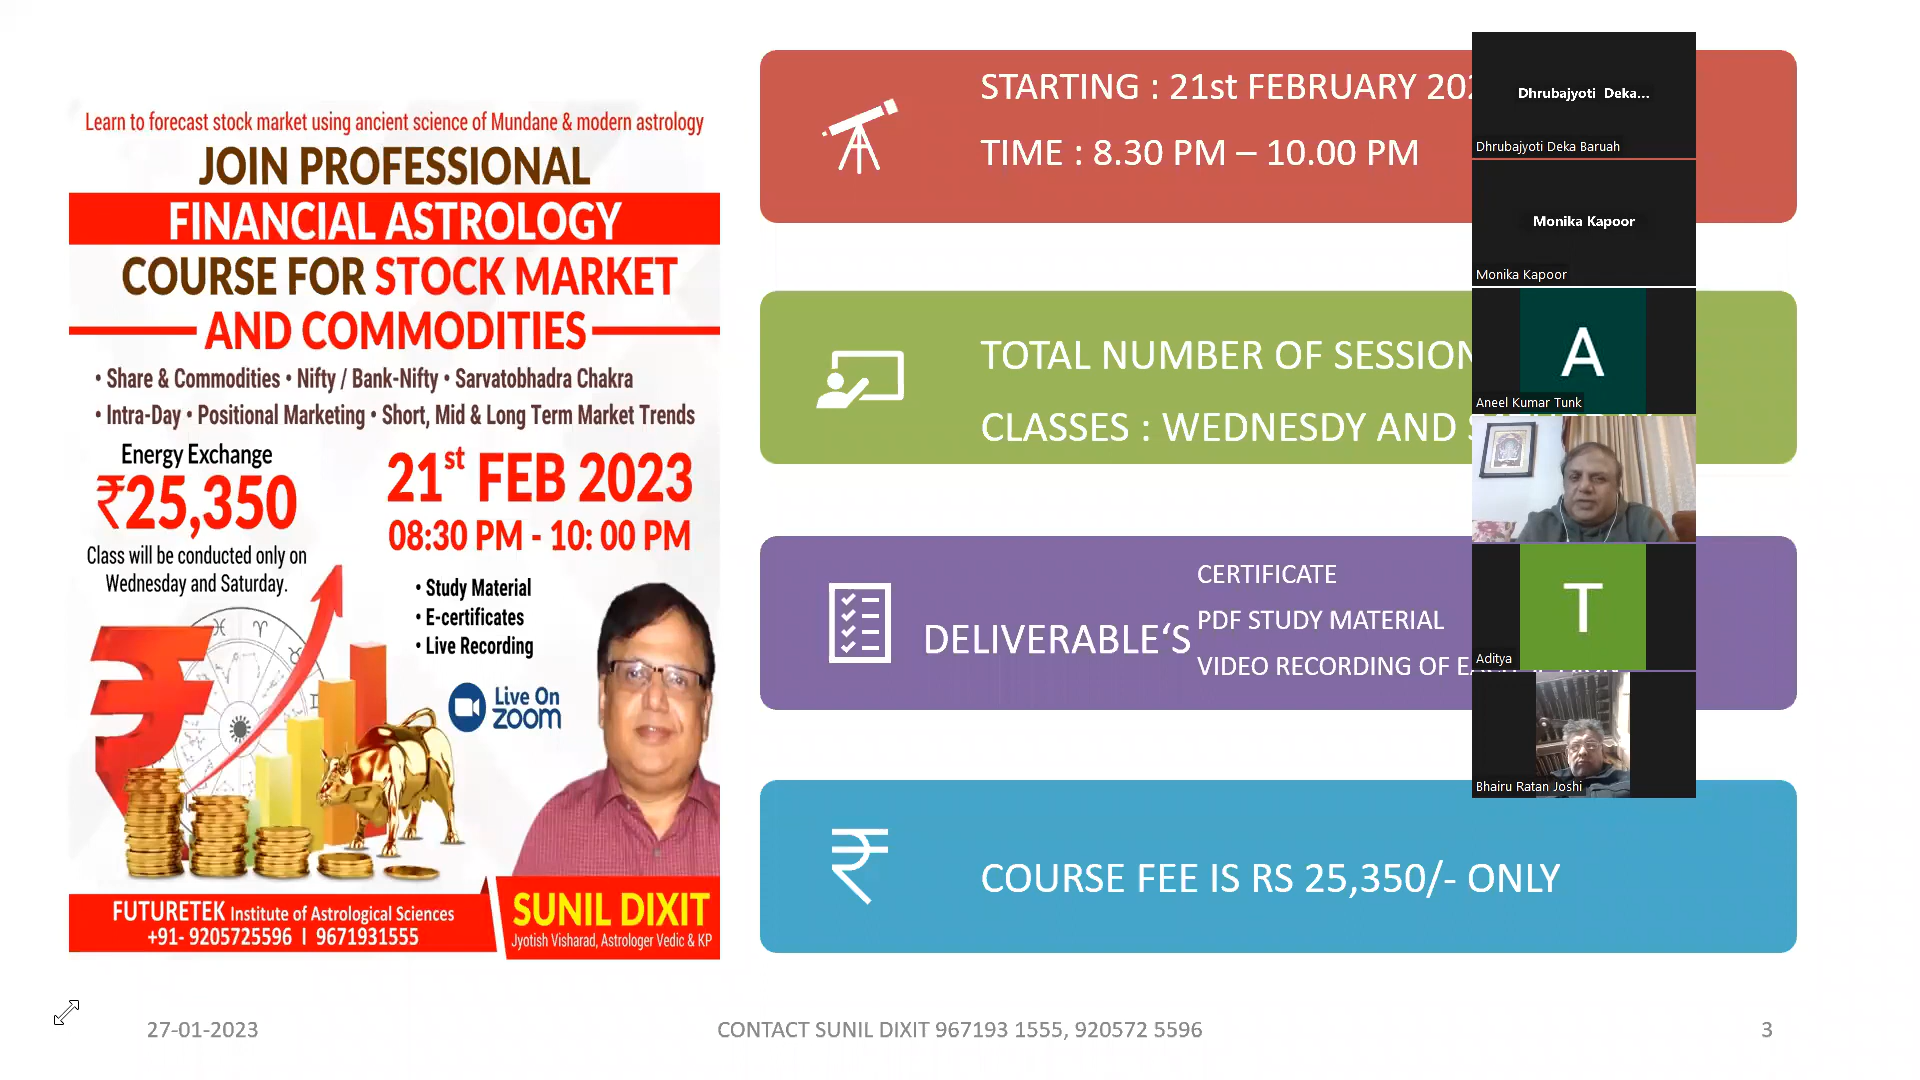 Learn to forecast stock market using ancient science of Mundane & modern astrology
JOIN PROFESSIONAL
FINANCIAL ASTROLOGY
COURSE FOR STOCK MARKET
AND COMMODITIES
• Share & Commodities • Nifty / Bank-Nifty • Sarvatobhadra Chakra
• Intra-Day • Positional Marketing • Short, Mid & Long Term Market Trends
Energy Exchange
₹25,350
Class will be conducted only on
Wednesday and Saturday.
21st FEB 2023
08:30 PM - 10: 00 PM
• Study Material
• E-certificates
• Live Recording
Live On
zoom
FUTURETEK Institute of Astrological Sciences
+91- 9205725596 I 9671931555
SUNIL DIXIT
Jyotish Visharad, Astrologer Vedic & KP
STARTING : 21st FEBRUARY
TIME : 8.30 PM – 10.00 PM
TOTAL NUMBER OF
CLASSES : WEDNESDY AND
DELIVERABLE‘S
CERTIFICATE
PDF STUDY MATERIAL
VIDEO RECORDING OF
COURSE FEE IS RS 25,350/- ONLY
Dhrubajyoti Deka...
Dhrubajyoti Deka Baruah
Monika Kapoor
Monika Kapoor
A
Aneel Kumar Tunk
T
Aditya
Bhairu Ratan Joshi
27-01-2023
CONTACT SUNIL DIXIT 967193 1555, 920572 5596
3